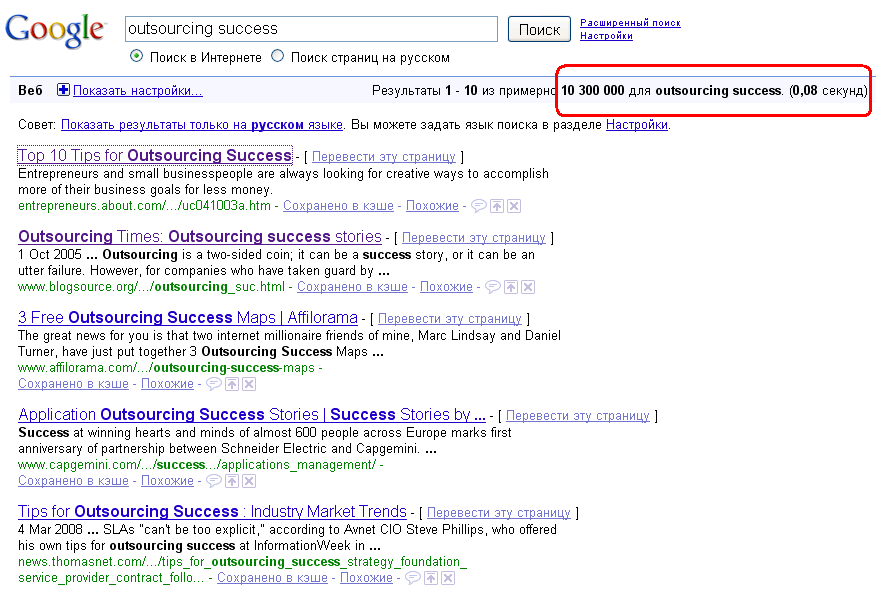 Google
outsourcing success
Поиск
Расширенный поиск
Настройки
Поиск в Интернете Поиск страниц на русском
Веб Показать настройки... Результаты 1 - 10 из примерно 10 300 000 для outsourcing success. (0,08 секунд)
Совет: Показать результаты только на русском языке. Вы можете задать язык поиска в разделе Настройки.
Top 10 Tips for Outsourcing Success - [ Перевести эту страницу ]
Entrepreneurs and small businesspeople are always looking for creative ways to accomplish
more of their business goals for less money.
entrepreneurs.about.com/.../uc041003a.htm - Сохранено в кэше - Похожие -
Outsourcing Times: Outsourcing success stories - [ Перевести эту страницу ]
1 Oct 2005 ... Outsourcing is a two-sided coin; it can be a success story, or it can be an
utter failure. However, for companies who have taken guard by ...
www.blogsource.org/.../outsourcing_suc.html - Сохранено в кэше - Похожие -
3 Free Outsourcing Success Maps | Affilorama - [ Перевести эту страницу ]
The great news for you is that two internet millionaire friends of mine, Marc Lindsay and Daniel
Turner, have just put together 3 Outsourcing Success Maps ...
www.affilorama.com/.../outsourcing-success-maps -
Сохранено в кэше - Похожие -
Application Outsourcing Success Stories | Success Stories by ... - [ Перевести эту страницу ]
Success at winning hearts and minds of almost 600 people across Europe marks first
anniversary of partnership between Schneider Electric and Capgemini. ...
www.capgemini.com/.../success.../applications_management/ -
Сохранено в кэше - Похожие -
Tips for Outsourcing Success : Industry Market Trends - [ Перевести эту страницу ]
4 Mar 2008 ... SLAs "can't be too explicit," according to Avnet CIO Steve Phillips, who offered
his own tips for outsourcing success at InformationWeek in ...
news.thomasnet.com/.../tips_for_outsourcing_success_strategy_foundation_
service_provider_contract_follo... - Сохранено в кэше - Похожие -